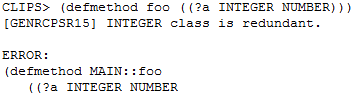 CLIPS> (defmethod foo ((?a INTEGER NUMBER)))
[GENRCPSR15] INTEGER class is redundant.
ERROR:
(defmethod MAIN::foo
((?a INTEGER NUMBER